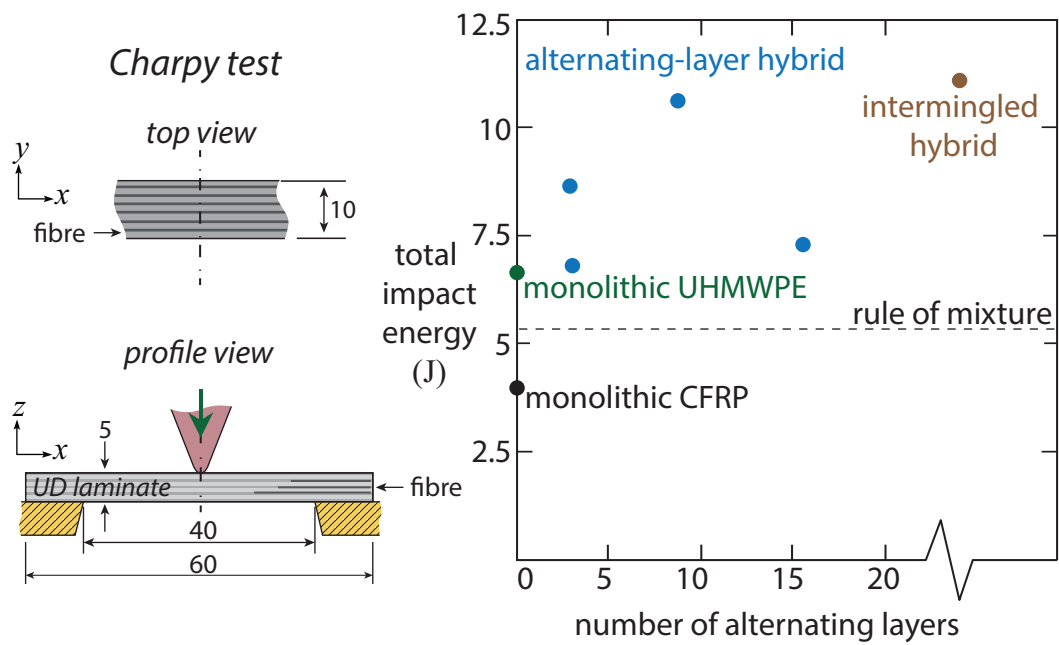 Charpy test
top view
y
x
10
fibre
profile view
z
x
5
UD laminate
fibre
40
60
12.5
10
7.5
5
2.5
total
impact
energy
(J)
alternating-layer hybrid
intermingled
hybrid
monolithic UHMWPE
rule of mixture
monolithic CFRP
0
5
10
15
20
number of alternating layers